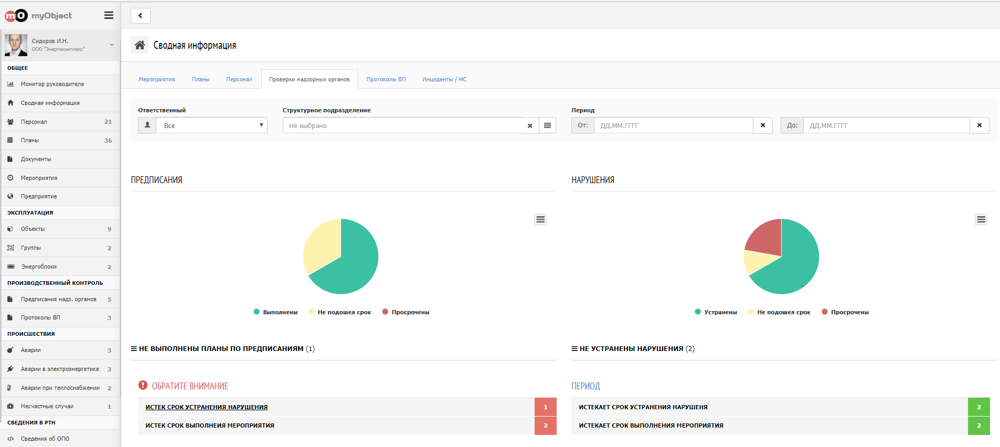 mO myObject
Сидоров И.Н.
ООО "Энергокомплекс"
ОБЩЕЕ
Монитор руководителя
Сводная информация
Персонал 21
Планы 36
Документы
Мероприятия
Предприятие
ЭКСПЛУАТАЦИЯ
Объекты 9
Группы 2
Энергоблоки 2
ПРОИЗВОДСТВЕННЫЙ КОНТРОЛЬ
Предписания надз. органов 5
Протоколы ВП 3
ПРОИСШЕСТВИЯ
Аварии 3
Аварии в электроэнергетике 3
Аварии при теплоснабжении 2
Несчастные случаи 1
СВЕДЕНИЯ В РТН
Сведения об ОПО
Сводная информация
Мероприятия Планы Персонал Проверки надзорных органов Протоколы ВП Инциденты / НС
Ответственный Структурное подразделение Период
Все Не выбрано От: ДД.ММ.ГГГГ До: ДД.ММ.ГГГГ
ПРЕДПИСАНИЯ
Выполнены Не подошел срок Просрочены
НЕ ВЫПОЛНЕНЫ ПЛАНЫ ПО ПРЕДПИСАНИЯМ (1)
ОБРАТИТЕ ВНИМАНИЕ
ИСТЕК СРОК УСТРАНЕНИЯ НАРУШЕНИЯ 1
ИСТЕК СРОК ВЫПОЛНЕИЯ МЕРОПРИЯТИЯ 2
НАРУШЕНИЯ
Устранены Не подошел срок Просрочены
НЕ УСТРАНЕНЫ НАРУШЕНИЯ (2)
ПЕРИОД
ИСТЕКАЕТ СРОК УСТРАНЕНИЯ НАРУШЕНЯ 2
ИСТЕКАЕТ СРОК ВЫПОЛНЕНИЯ МЕРОПРИЯТИЯ 2